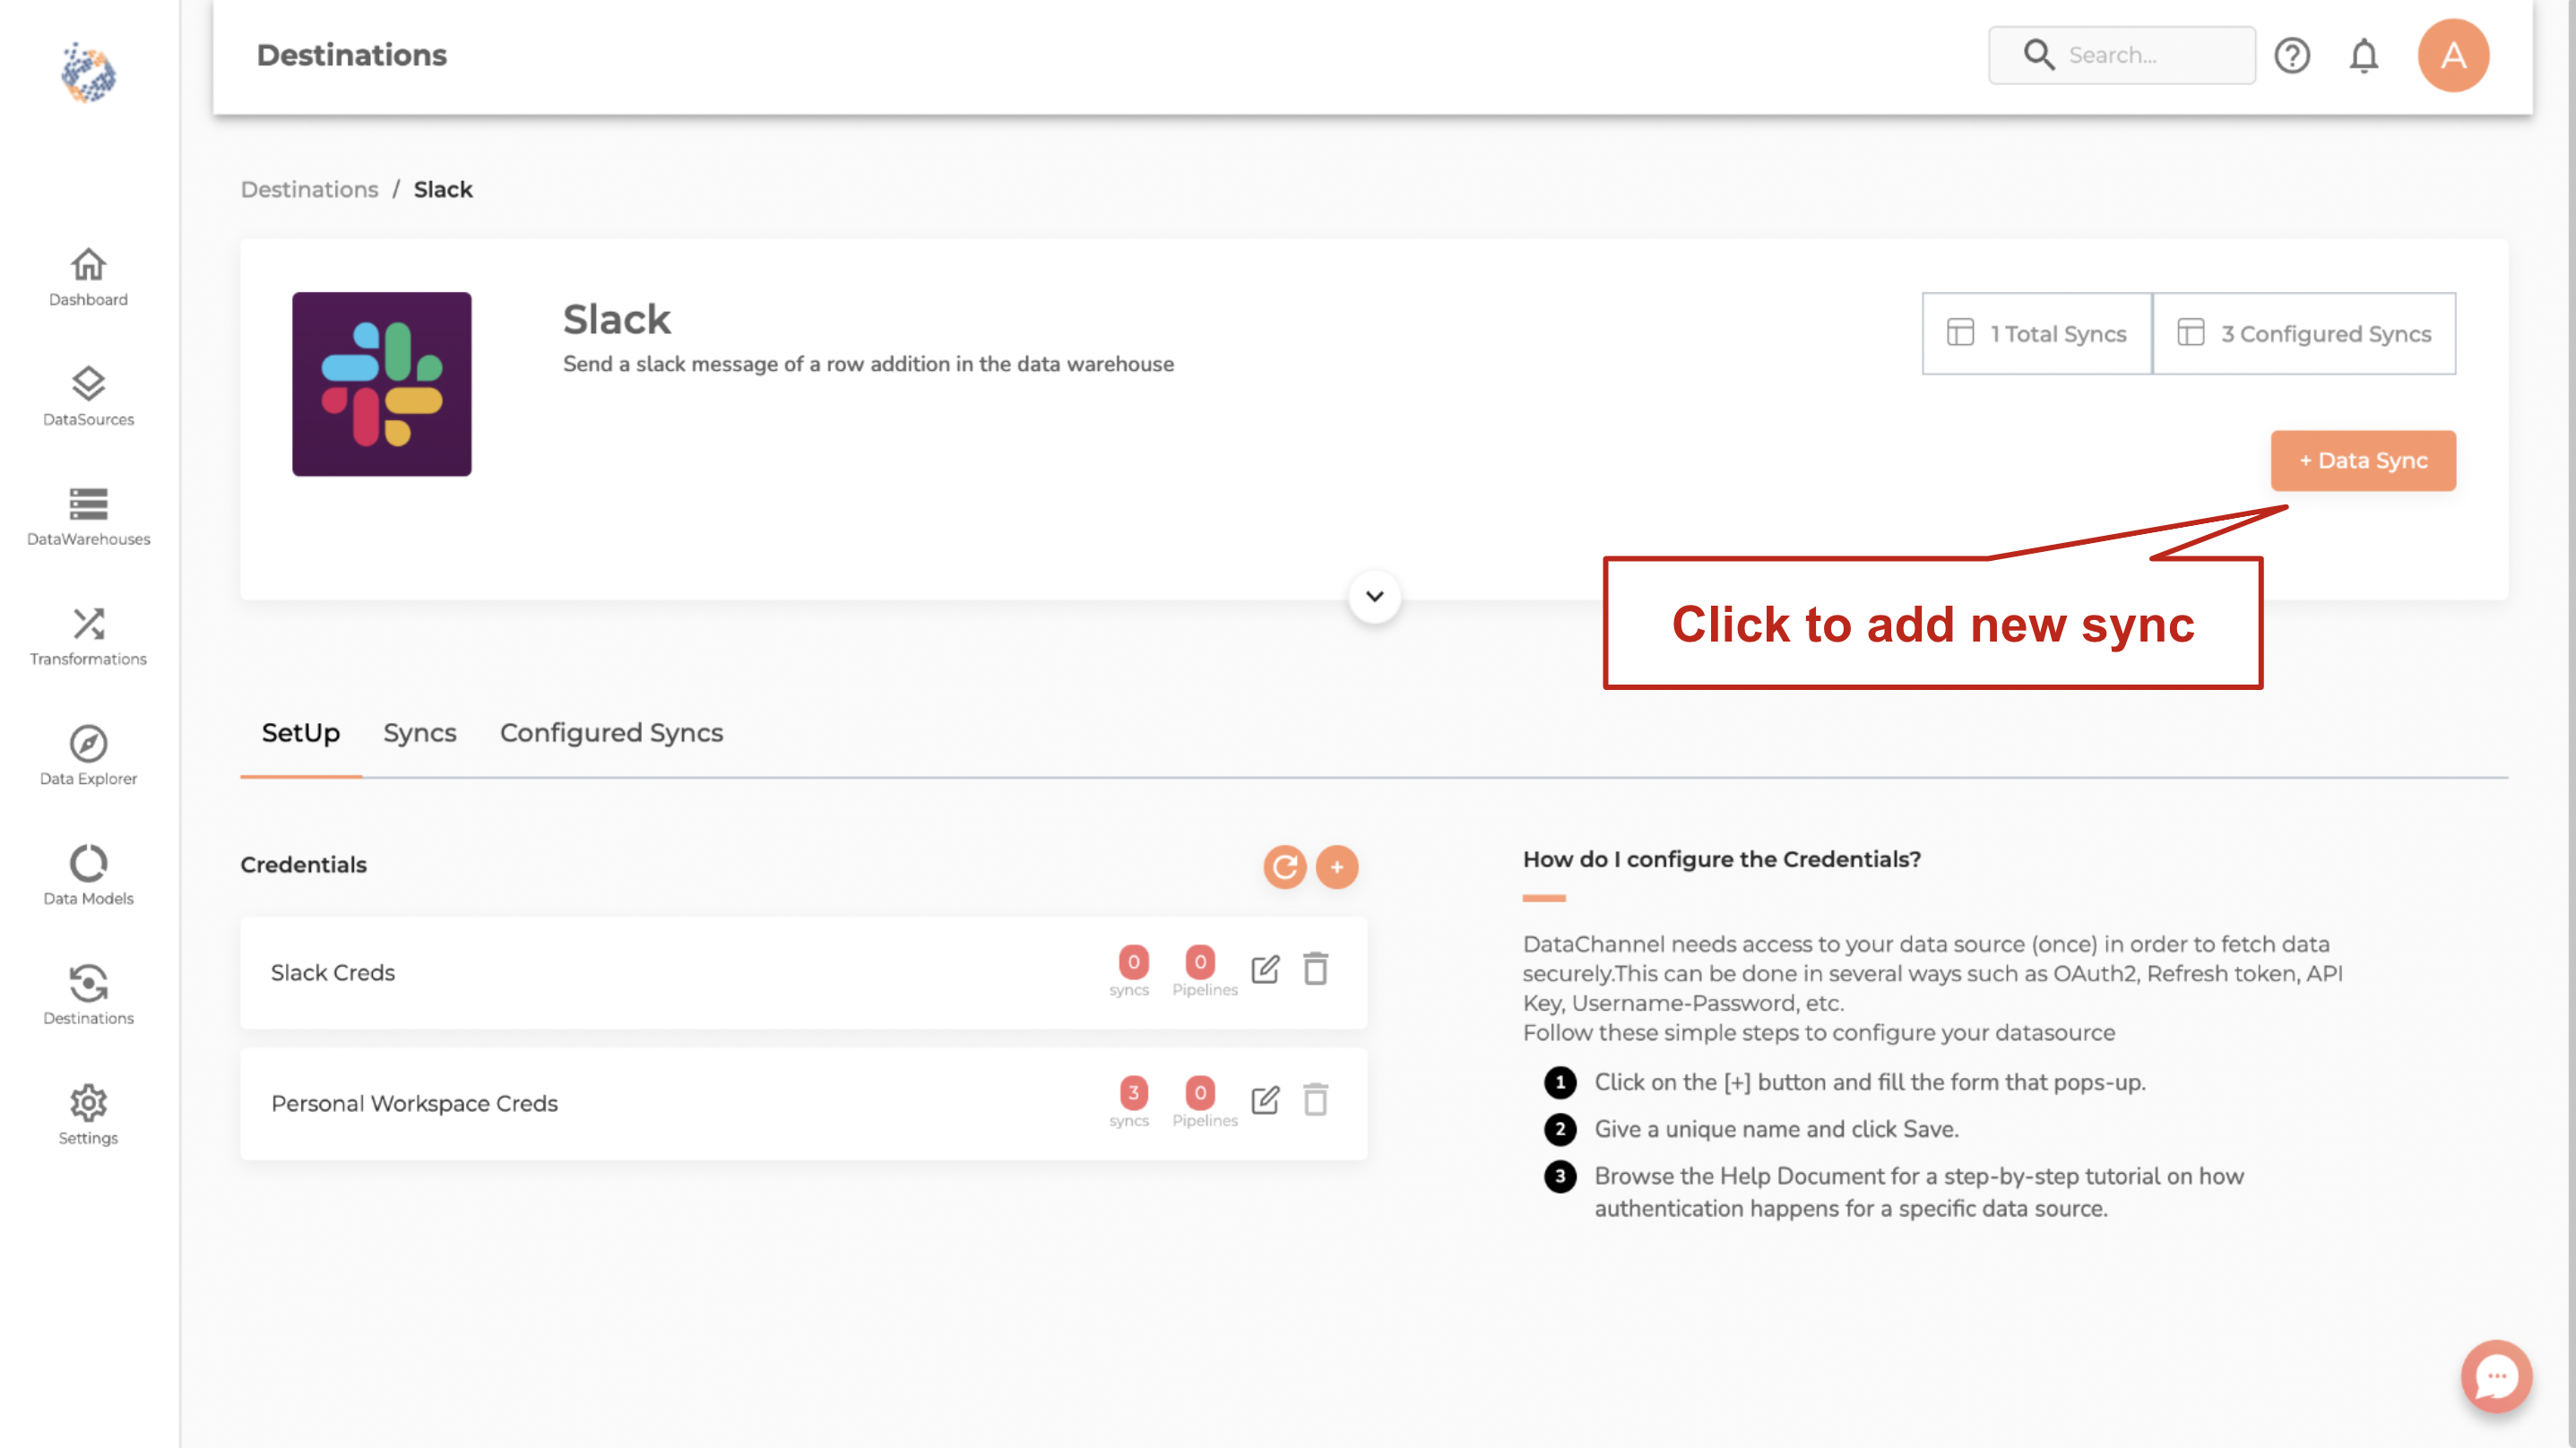 Destinations
Search...
A
Destinations / Slack
Dashboard
DataSources
DataWarehouses
Transformations
Data Explorer
Data Models
Destinations
Settings
Slack
Send a slack message of a row addition in the data warehouse
1 Total Syncs
3 Configured Syncs
+ Data Sync
Click to add new sync
SetUp
Syncs
Configured Syncs
Credentials
Slack Creds
0
syncs
0
Pipelines
Personal Workspace Creds
3
syncs
0
Pipelines
How do I configure the Credentials?
DataChannel needs access to your data source (once) in order to fetch data
securely.This can be done in several ways such as OAuth2, Refresh token, API
Key, Username-Password, etc.
Follow these simple steps to configure your datasource
1 Click on the [+] button and fill the form that pops-up.
2 Give a unique name and click Save.
3 Browse the Help Document for a step-by-step tutorial on how
authentication happens for a specific data source.